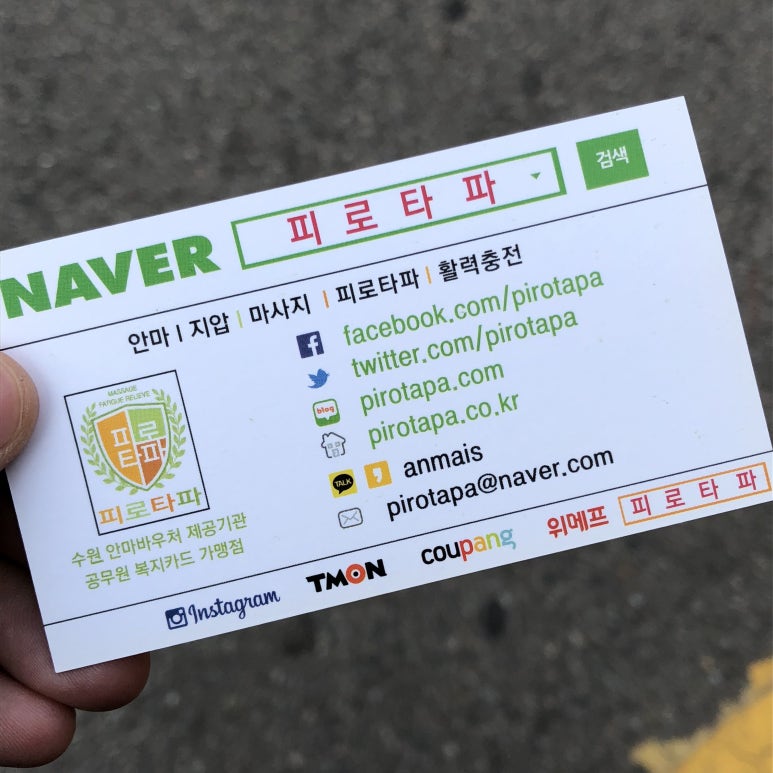 NAVER 피로타파 검색
안마 | 지압 | 마사지 | 피로타파 | 활력충전
facebook.com/pirotapa
twitter.com/pirotapa
blog pirotapa.com
pirotapa.co.kr
TALK anmais
pirotapa@naver.com
MASSAGE
FATIGUE RELIEVE
피로
타파
피로타파
수원 안마바우처 제공기관
공무원 복지카드 가맹점
Instagram TMON coupang 위메프 피로타파